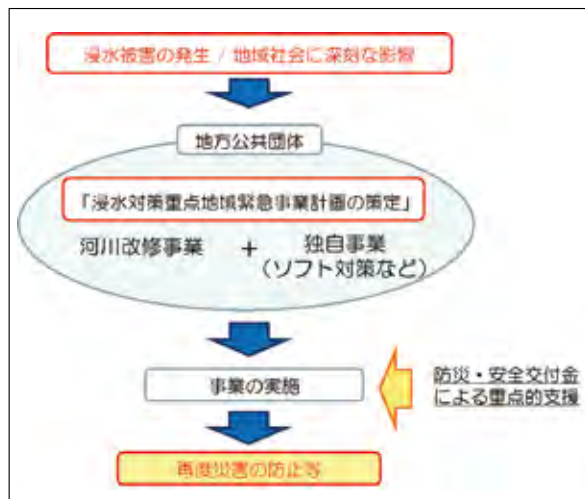 浸水被害の発生 / 地域社会に深刻な影響
地方公共団体
「浸水対策重点地域緊急事業計画の策定」
河川改修事業 + 独自事業
(ソフト対策など)
事業の実施
防災・安全交付金
による重点的支援
再度災害の防止等